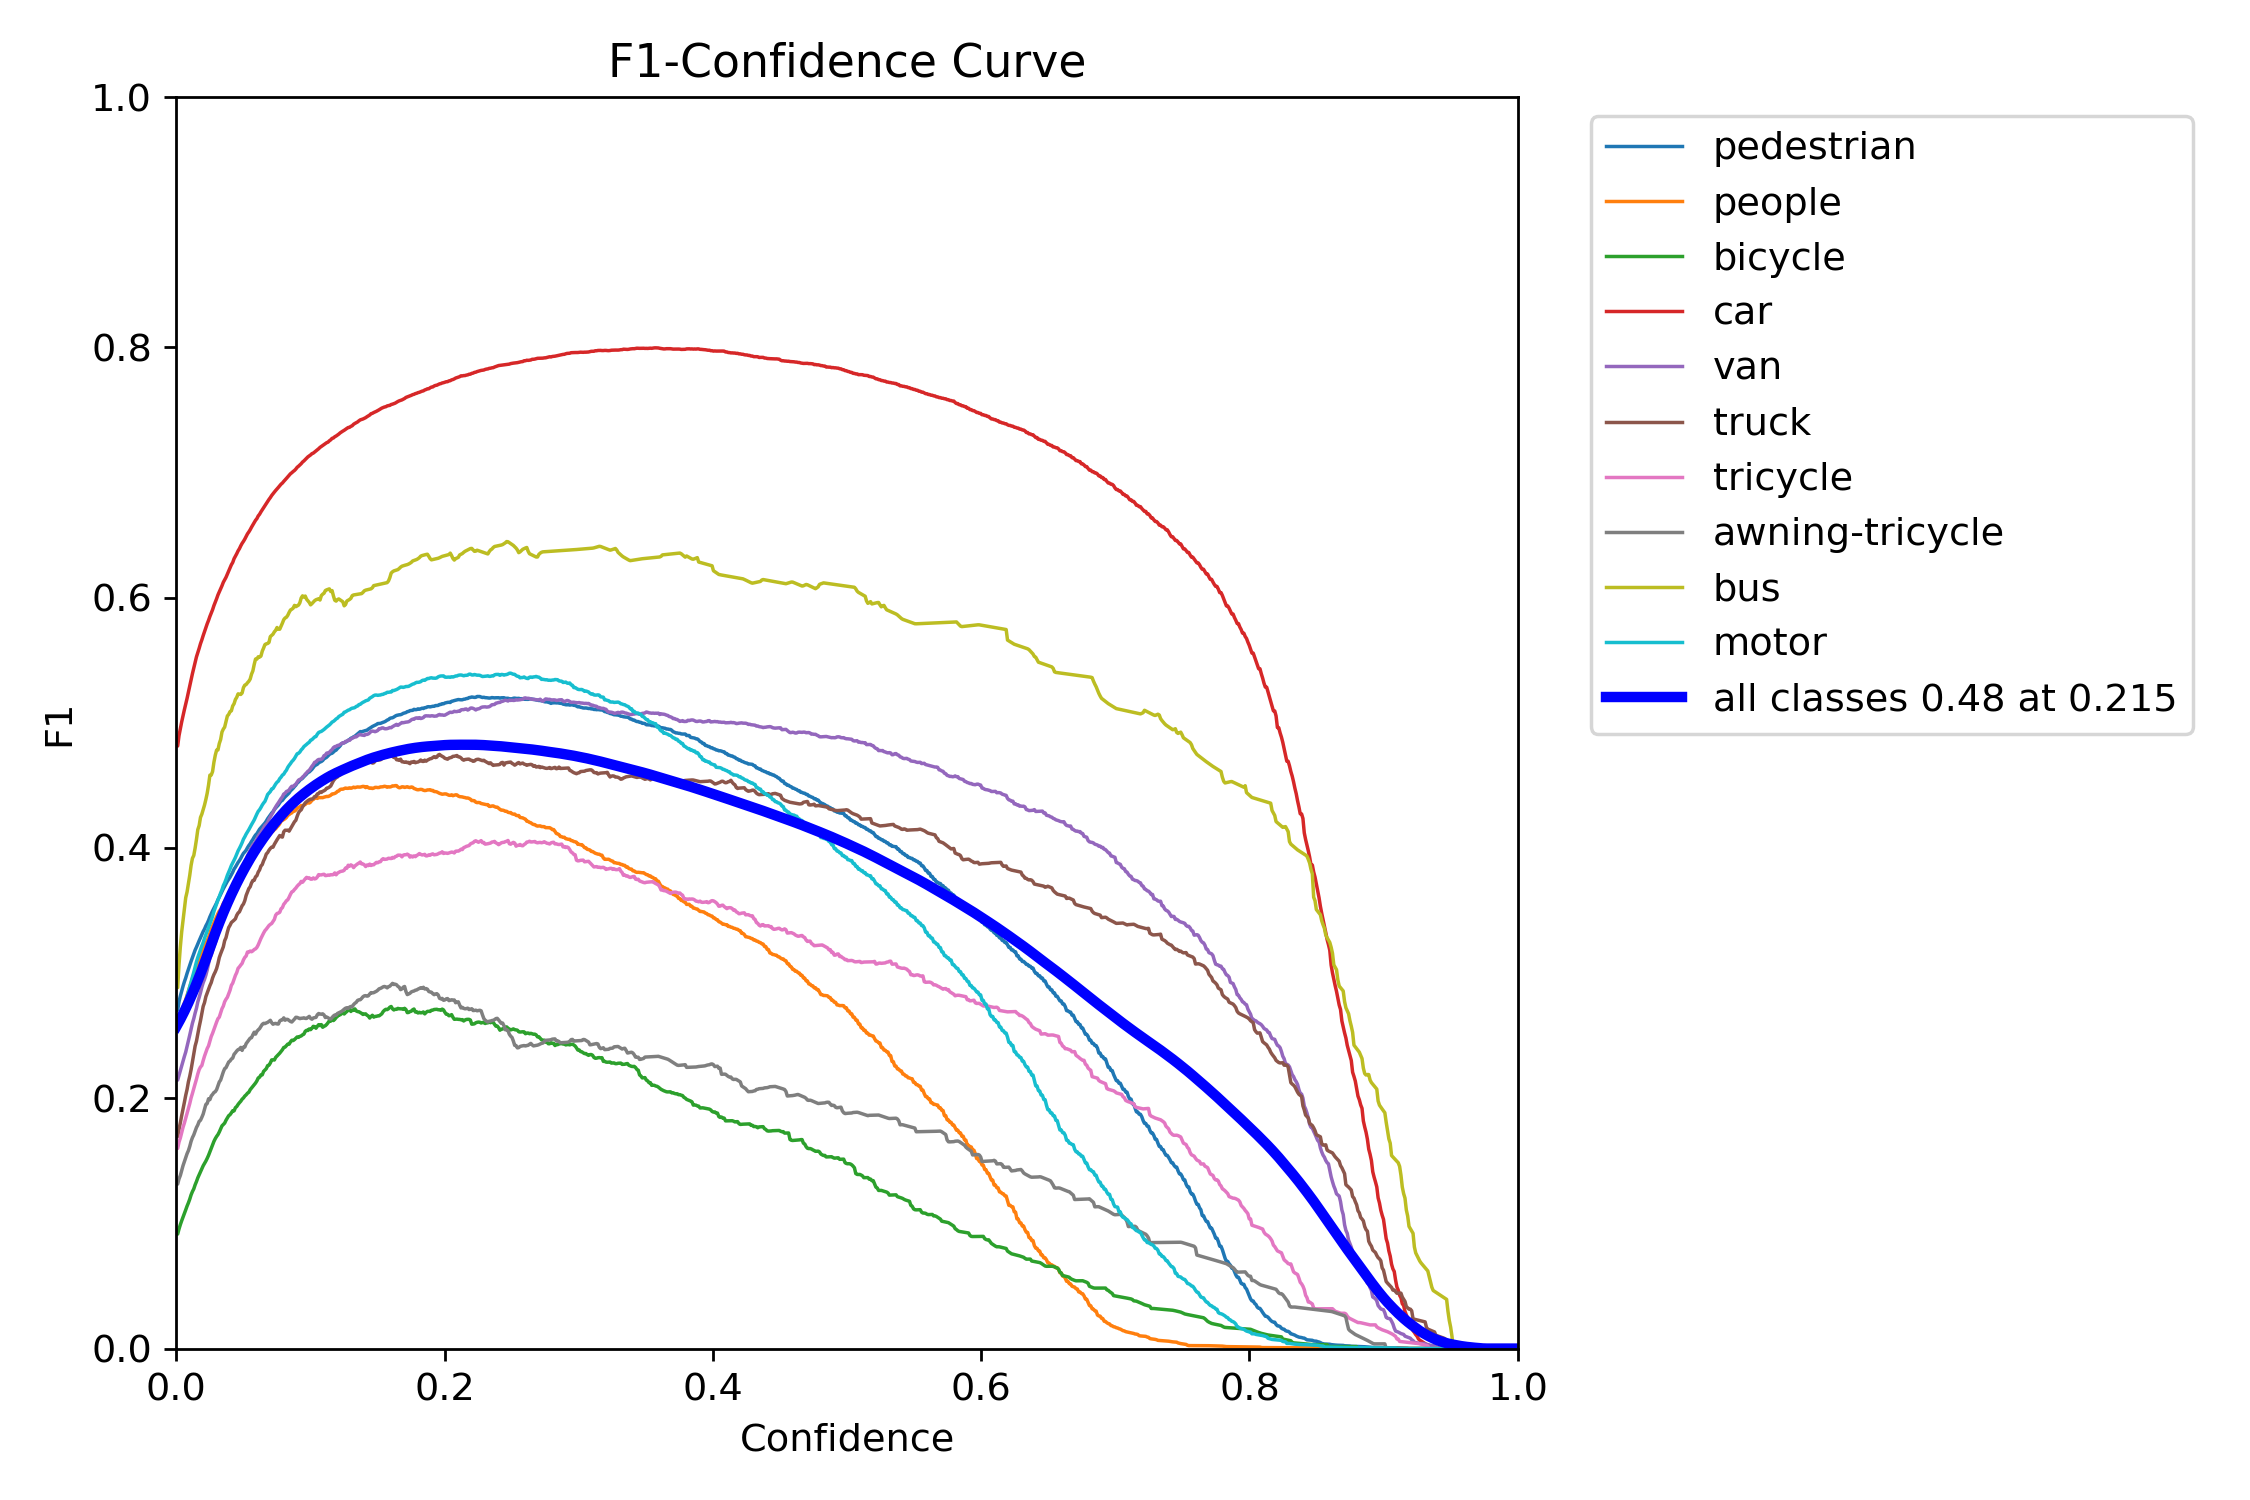 F1-Confidence Curve
1.0
0.8
0.6
0.4
0.2
0.0
F1
0.0 0.2 0.4 0.6 0.8 1.0
Confidence
pedestrian
people
bicycle
car
van
truck
tricycle
awning-tricycle
bus
motor
all classes 0.48 at 0.215